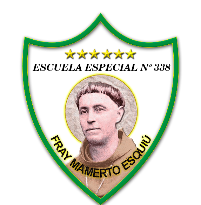 ESCUELA ESPECIAL Nº 338
FRAY MAMERTO ESQUIÚ